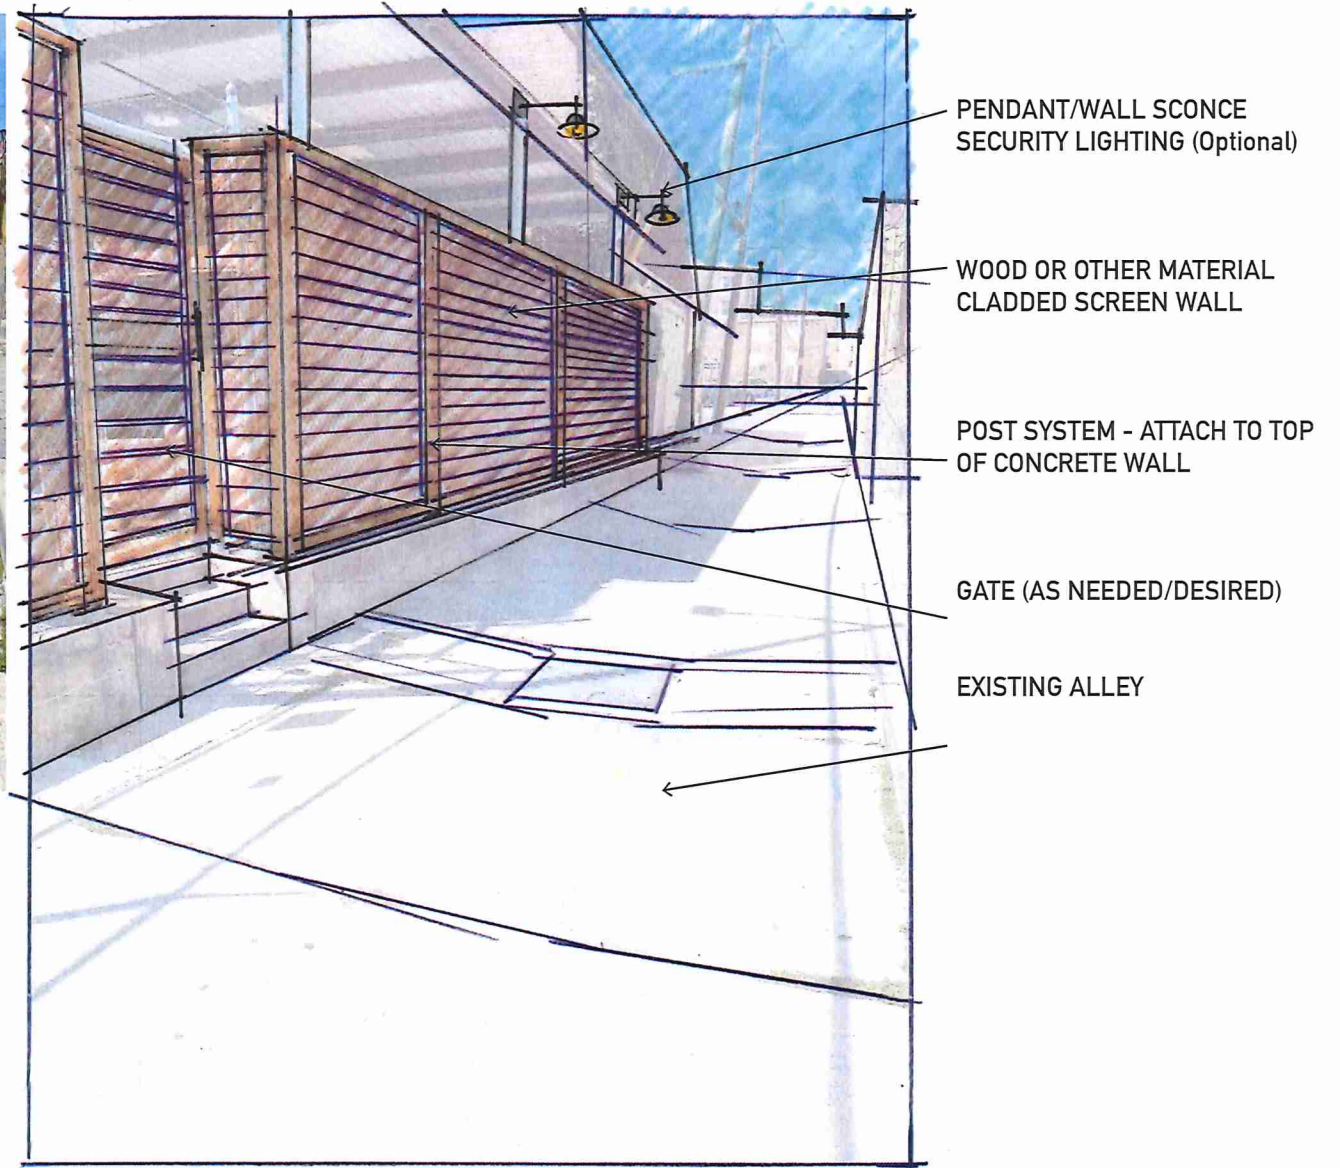 PENDANT/WALL SCONCE
SECURITY LIGHTING (Optional)
WOOD OR OTHER MATERIAL
CLADDED SCREEN WALL
POST SYSTEM - ATTACH TO TOP
OF CONCRETE WALL
GATE (AS NEEDED/DESIRED)
EXISTING ALLEY